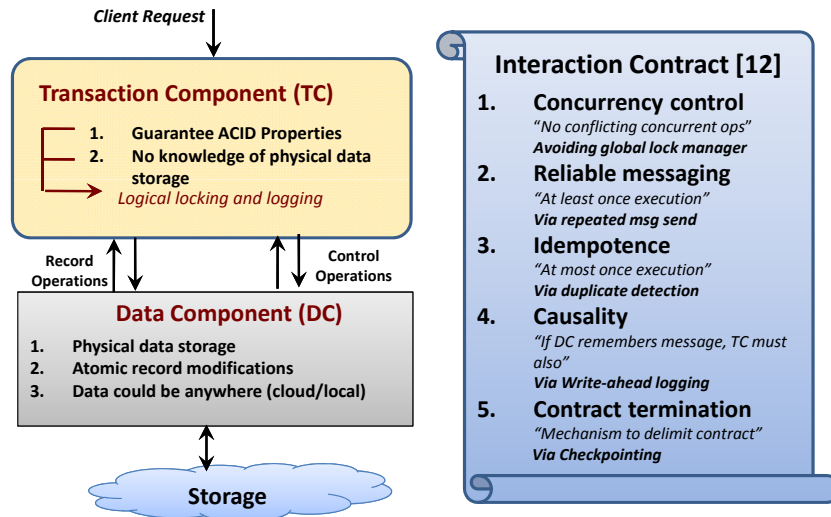 Client Request
Transaction Component (TC)
1. Guarantee ACID Properties
2. No knowledge of physical data
storage
Logical locking and logging
Record
Operations
Control
Operations
Data Component (DC)
1. Physical data storage
2. Atomic record modifications
3. Data could be anywhere (cloud/local)
Storage
Interaction Contract [12]
1. Concurrency control
“No conflicting concurrent ops”
Avoiding global lock manager
2. Reliable messaging
“At least once execution”
Via repeated msg send
3. Idempotence
“At most once execution”
Via duplicate detection
4. Causality
“If DC remembers message, TC must
also”
Via Write-ahead logging
5. Contract termination
“Mechanism to delimit contract”
Via Checkpointing